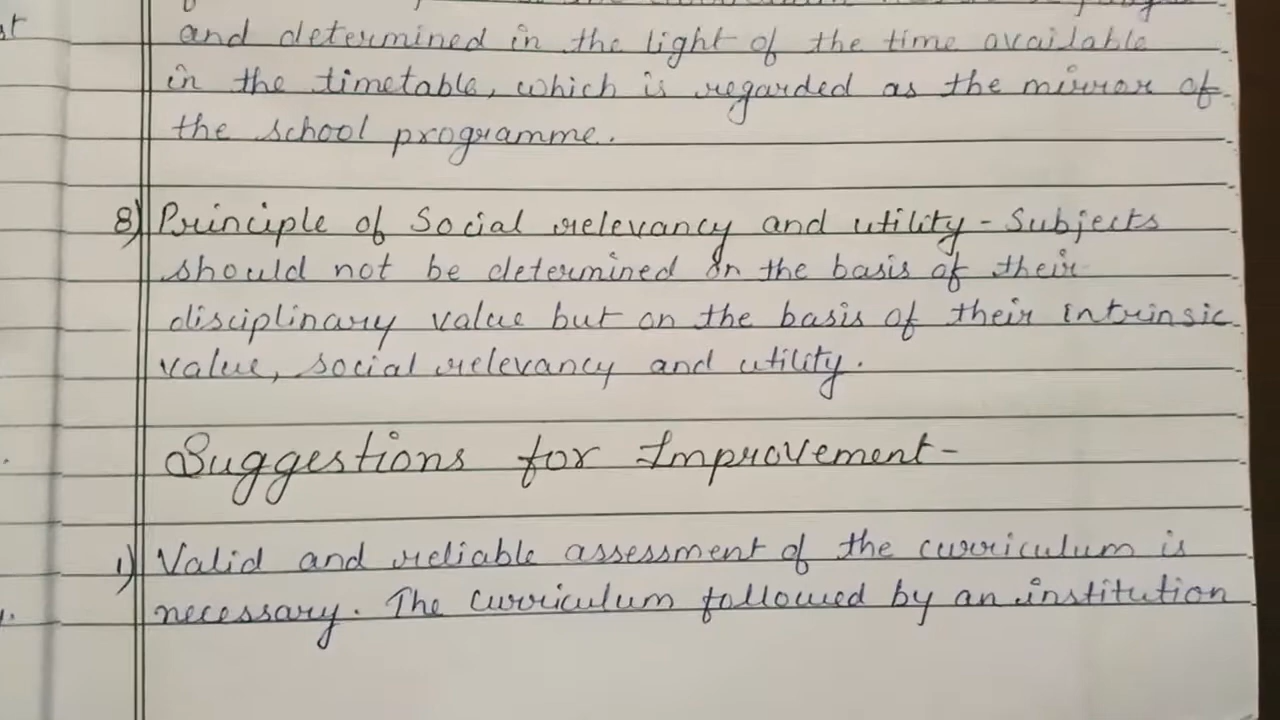 and determined in the light of the time available
in the timetable, which is regarded as the mirror of
the school programme.
8) Principle of Social relevancy and utility - Subjects
should not be determined on the basis of their
disciplinary value but on the basis of their intrinsic
value, social relevancy and utility.
Suggestions for Improvement -
1) Valid and reliable assessment of the curriculum is
necessary. The curriculum followed by an institution